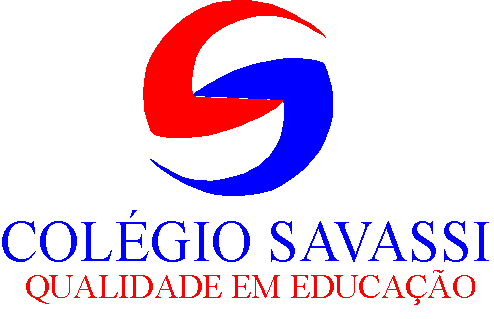 COLÉGIO SAVASSI
QUALIDADE EM EDUCAÇÃO